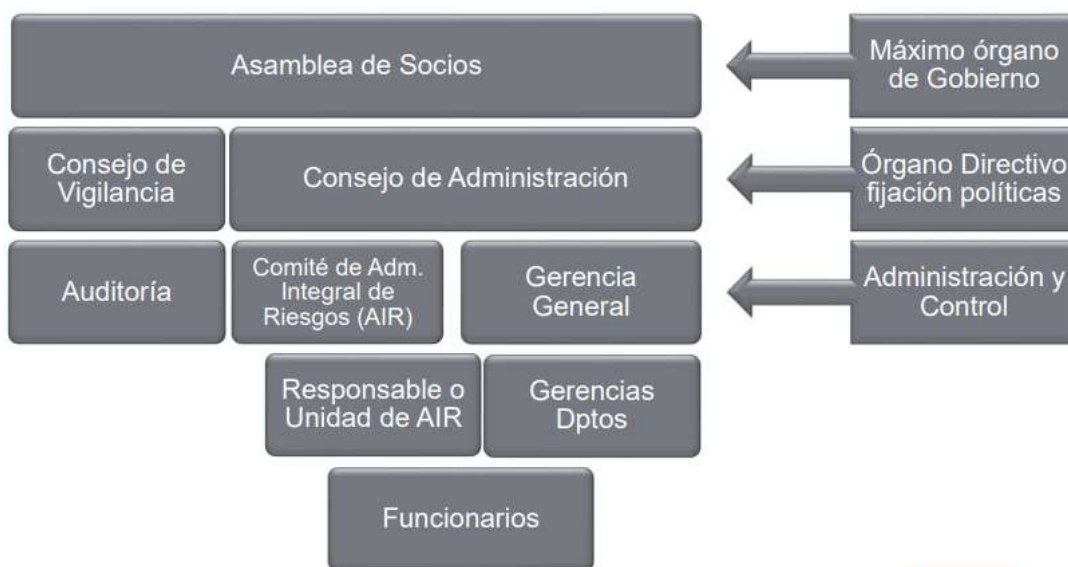 Asamblea de Socios
Máximo órgano
de Gobierno
Consejo de
Vigilancia
Consejo de Administración
Órgano Directivo
fijación políticas
Auditoría
Comité de Adm.
Integral de
Riesgos (AIR)
Gerencia
General
Administración y
Control
Responsable o
Unidad de AIR
Gerencias
Dptos
Funcionarios